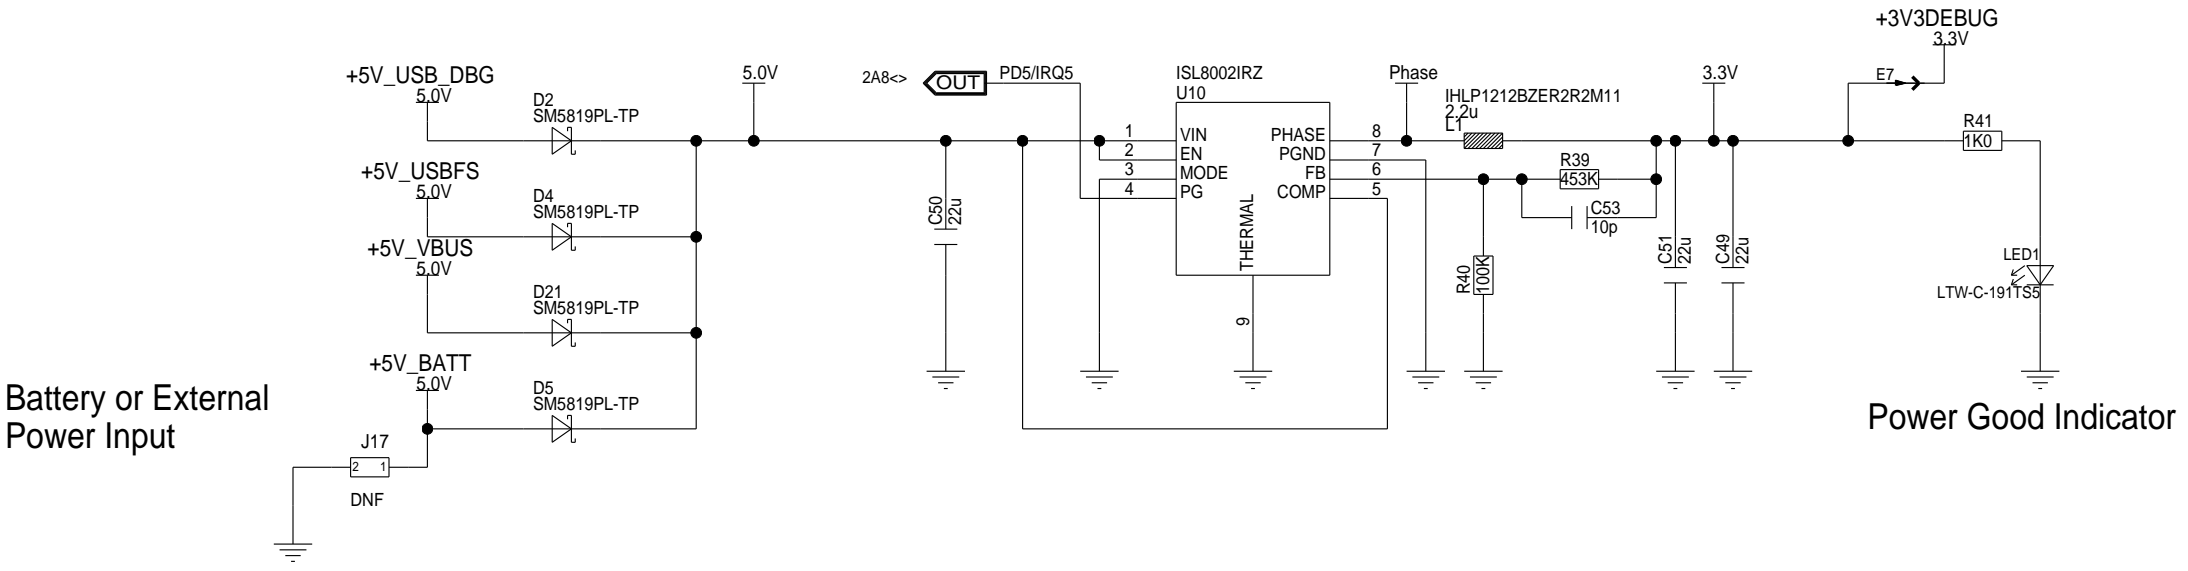 +3V3DEBUG
3.3V
+5V_USB_DBG
5.0V
5.0V
2A8<>
OUT
PD5/IRQ5
ISL8002IRZ
U10
Phase
3.3V
E7
D2
SM5819PL-TP
IHLP1212BZER2R2M11
2.2u
L1
R41
1K0
1
VIN
PHASE
8
2
EN
PGND
7
3
MODE
FB
6
4
PG
COMP
5
THERMAL
9
+5V_USBFS
5.0V
D4
SM5819PL-TP
R39
453K
C53
10p
C50
22u
+5V_VBUS
5.0V
R40
100K
C51
22u
C49
22u
LED1
LTW-C-191TS5
D21
SM5819PL-TP
+5V_BATT
5.0V
D5
SM5819PL-TP
Battery or External
Power Input
Power Good Indicator
J17
2 1
DNF